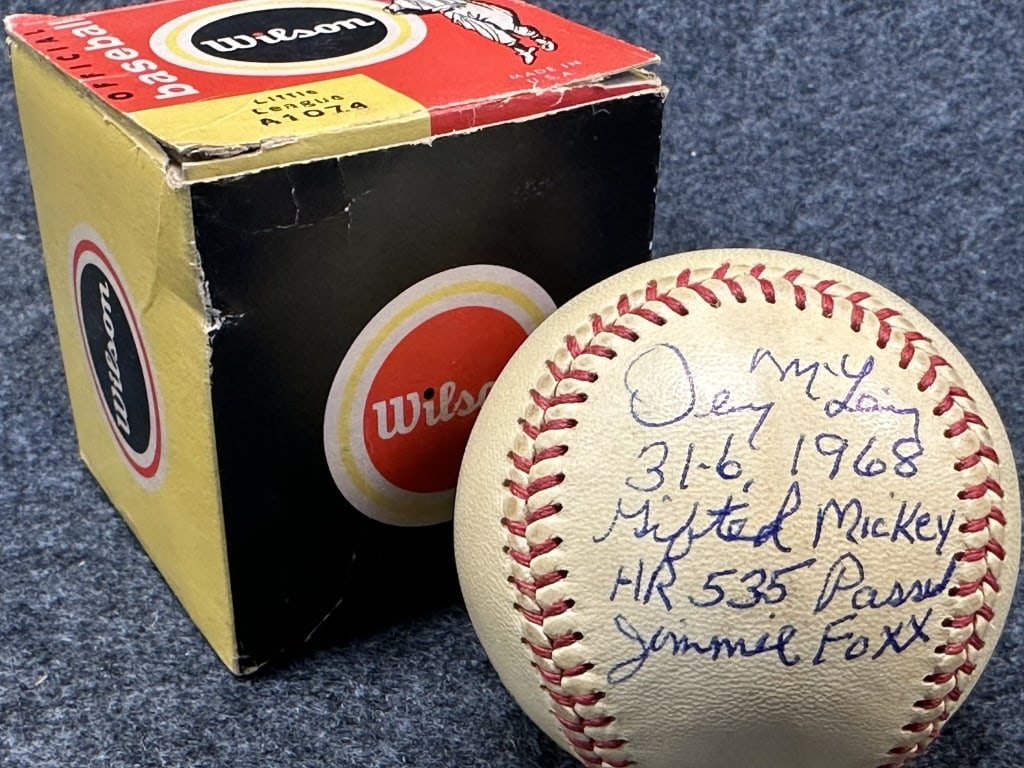 OFFICIAL
baseball
Wilson
MADE IN
U.S.A.
Little
League
A1074
Wilson
Wilso
Denny McLain
31-6, 1968
Gifted Mickey
HR 535 Passed
Jimmie Foxx